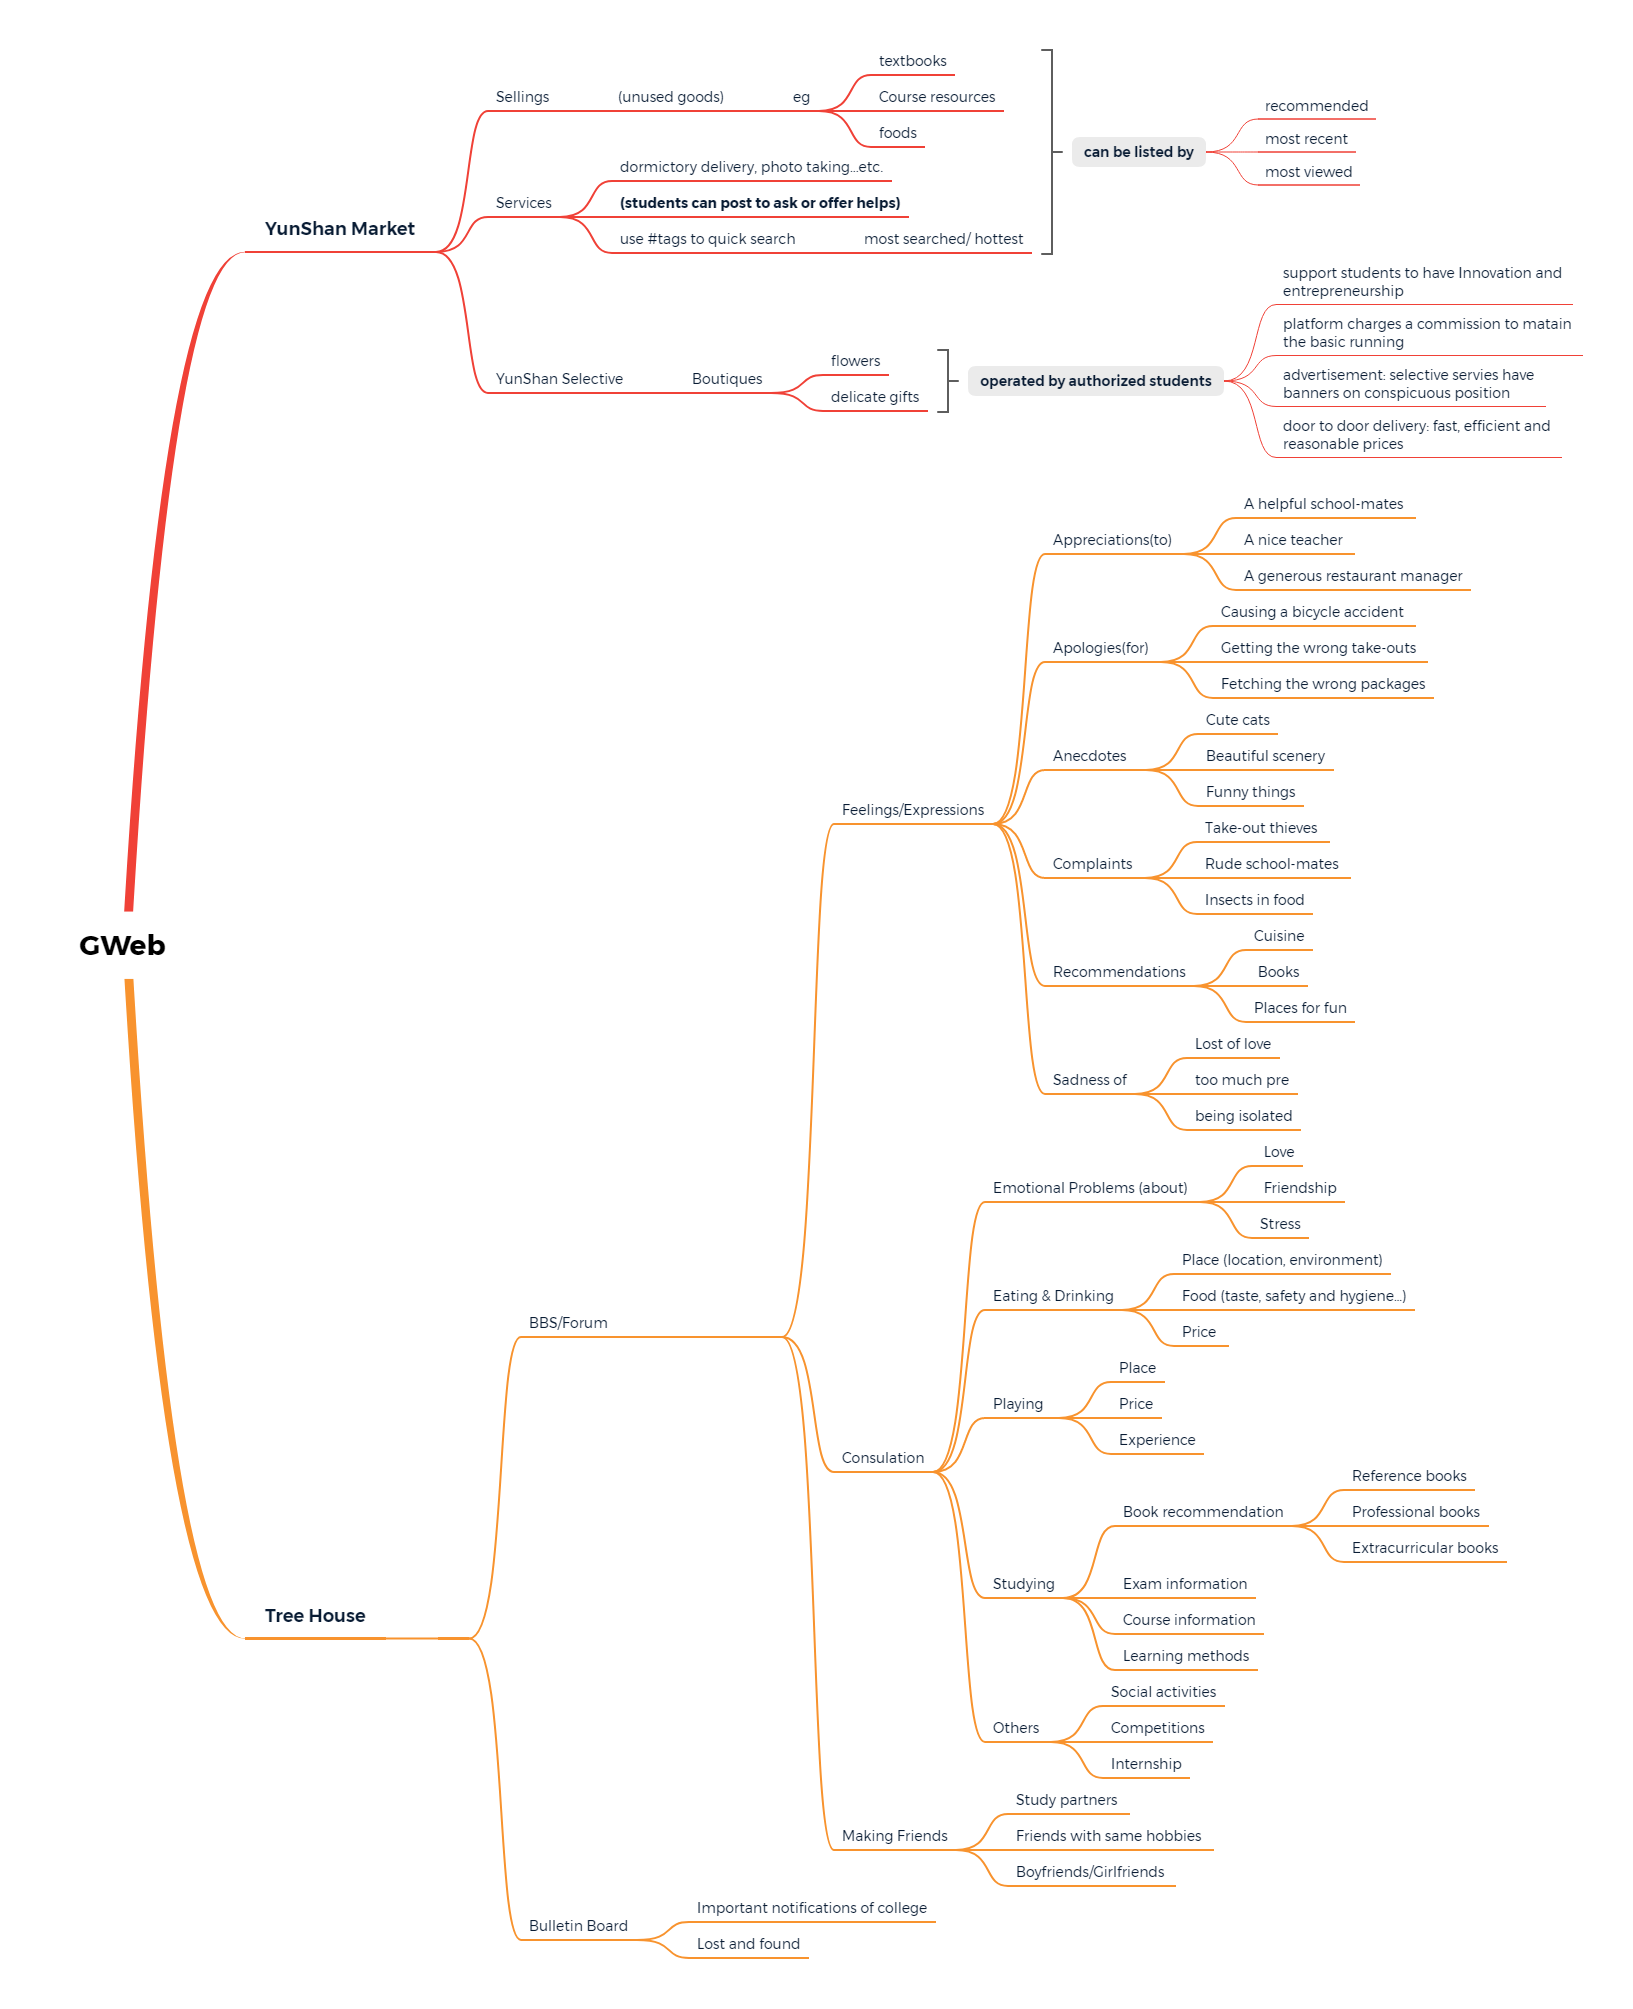 GWeb
YunShan Market
Sellings
(unused goods)
eg
textbooks
Course resources
foods
Services
dormictory delivery, photo taking...etc.
(students can post to ask or offer helps)
use #tags to quick search
most searched/ hottest
can be listed by
recommended
most recent
most viewed
YunShan Selective
Boutiques
flowers
delicate gifts
operated by authorized students
support students to have Innovation and
entrepreneurship
platform charges a commission to matain
the basic running
advertisement: selective servies have
banners on conspicuous position
door to door delivery: fast, efficient and
reasonable prices
Tree House
BBS/Forum
Feelings/Expressions
Appreciations(to)
A helpful school-mates
A nice teacher
A generous restaurant manager
Apologies(for)
Causing a bicycle accident
Getting the wrong take-outs
Fetching the wrong packages
Anecdotes
Cute cats
Beautiful scenery
Funny things
Complaints
Take-out thieves
Rude school-mates
Insects in food
Recommendations
Cuisine
Books
Places for fun
Sadness of
Lost of love
too much pre
being isolated
Consulation
Emotional Problems (about)
Love
Friendship
Stress
Eating & Drinking
Place (location, environment)
Food (taste, safety and hygiene...)
Price
Playing
Place
Price
Experience
Studying
Book recommendation
Reference books
Professional books
Extracurricular books
Exam information
Course information
Learning methods
Others
Social activities
Competitions
Internship
Making Friends
Study partners
Friends with same hobbies
Boyfriends/Girlfriends
Bulletin Board
Important notifications of college
Lost and found